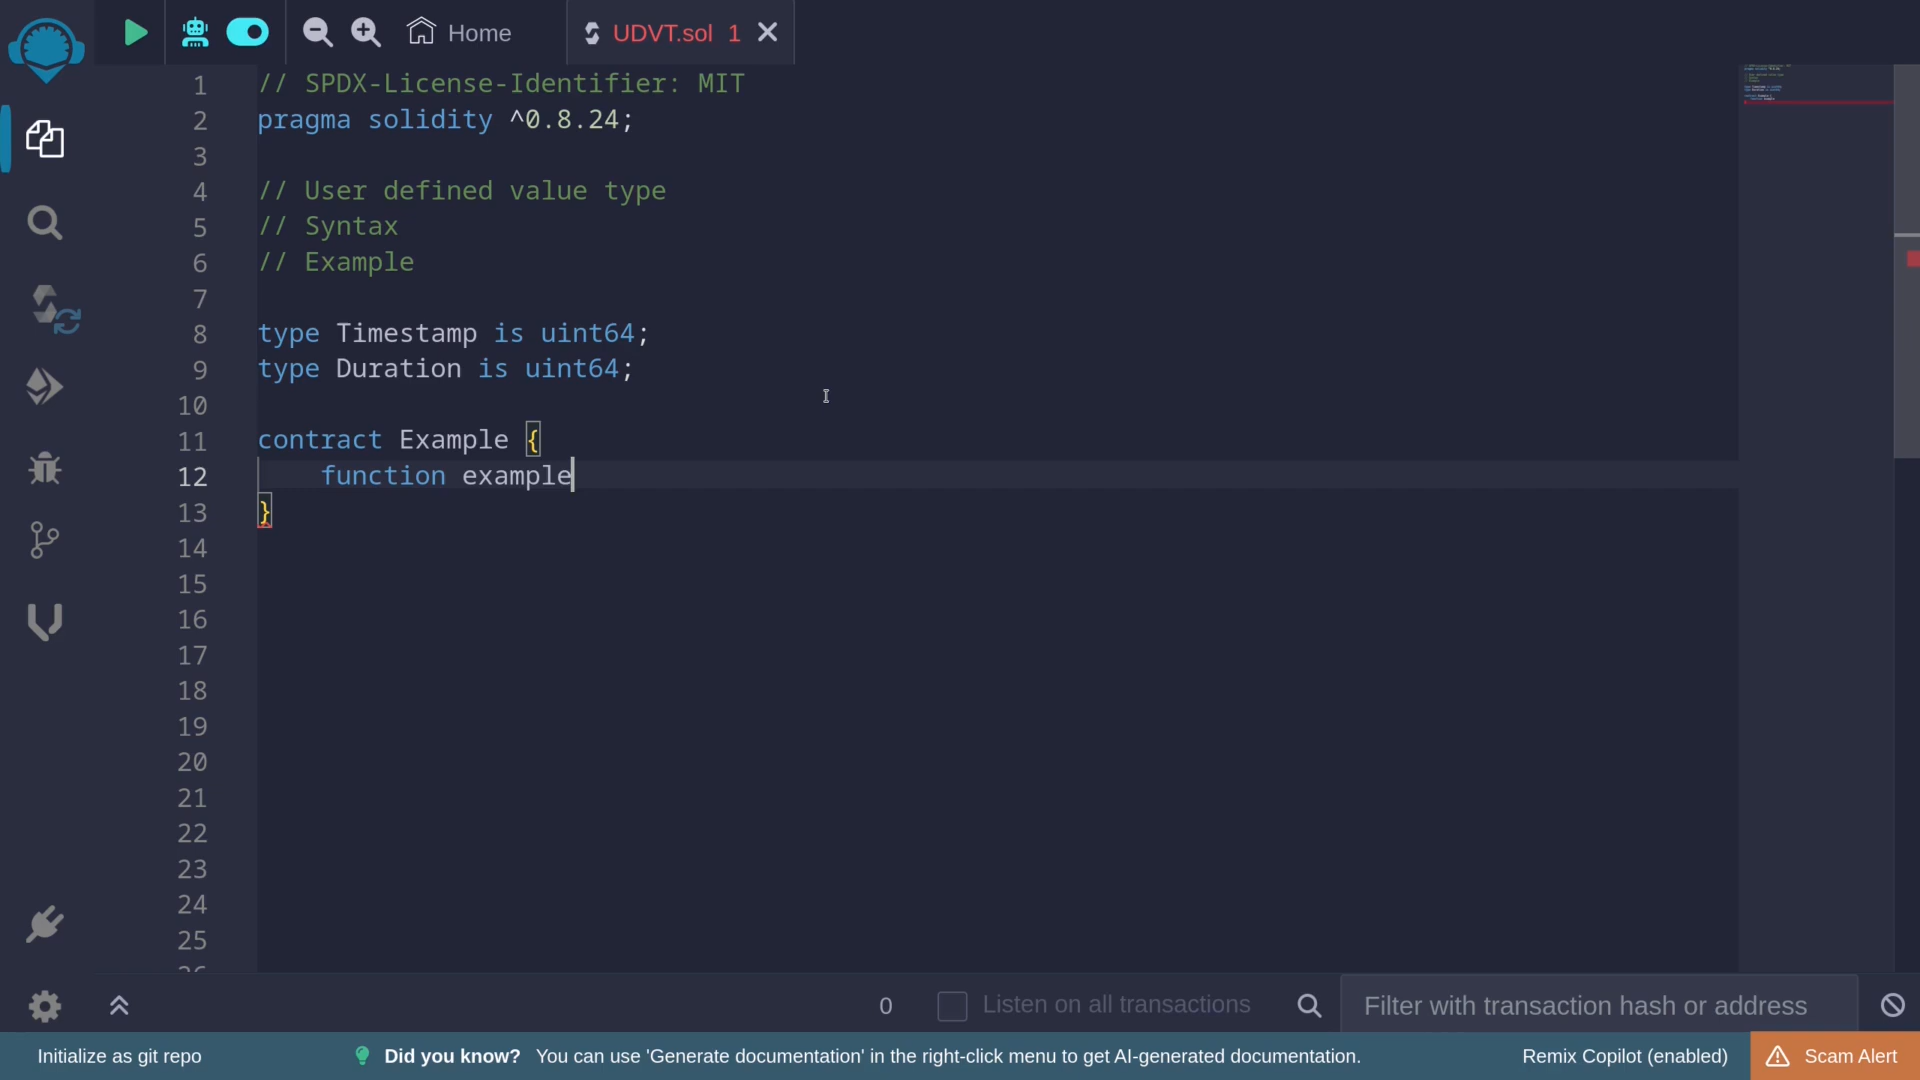 Home
UDVT.sol 1
1 // SPDX-License-Identifier: MIT
2 pragma solidity ^0.8.24;
3
4 // User defined value type
5 // Syntax
6 // Example
7
8 type Timestamp is uint64;
9 type Duration is uint64;
10
11 contract Example {
12     function example
13 }
14
15
16
17
18
19
20
21
22
23
24
25
0
Listen on all transactions
Filter with transaction hash or address
Initialize as git repo
Did you know? You can use 'Generate documentation' in the right-click menu to get AI-generated documentation.
Remix Copilot (enabled)
Scam Alert